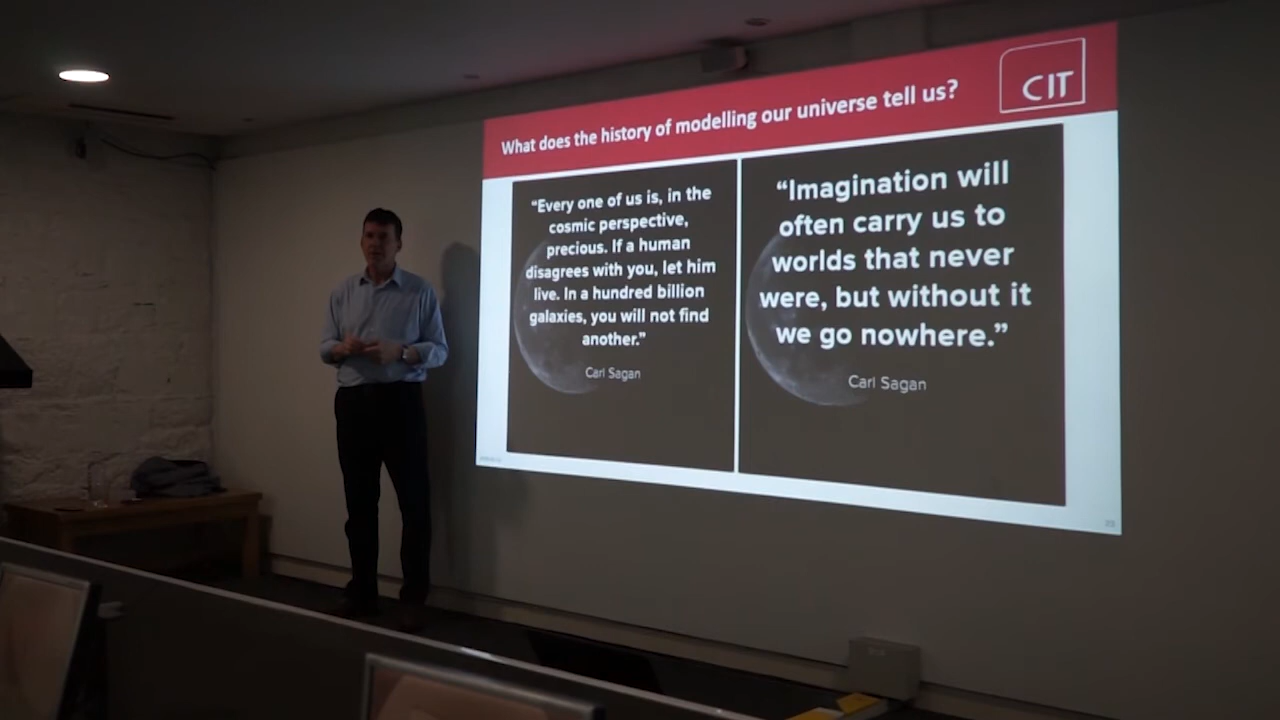 What does the history of modelling our universe tell us?
CIT
“Every one of us is, in the
cosmic perspective,
precious. If a human
disagrees with you, let him
live. In a hundred billion
galaxies, you will not find
another.”
Carl Sagan
“Imagination will
often carry us to
worlds that never
were, but without it
we go nowhere.”
Carl Sagan